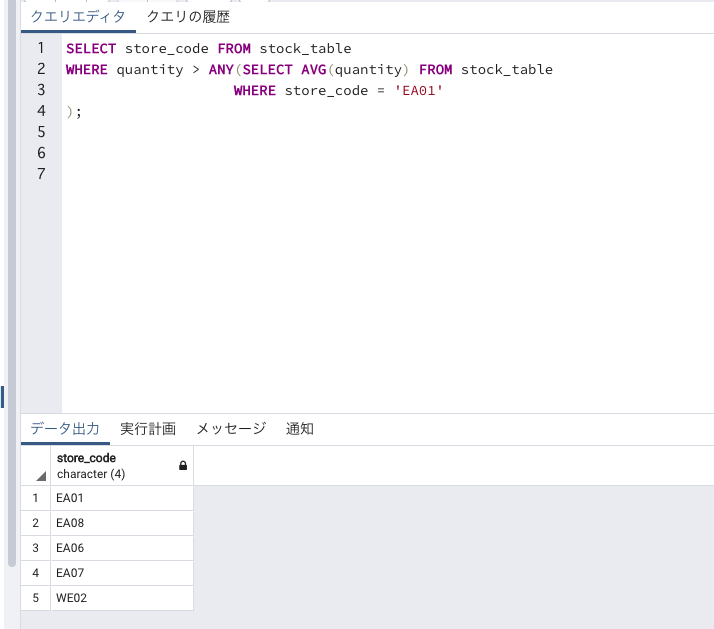 クエリエディタ クエリの履歴
1 SELECT store_code FROM stock_table
2 WHERE quantity > ANY(SELECT AVG(quantity) FROM stock_table
3 WHERE store_code = 'EA01'
4 );
5
6
7
データ出力 実行計画 メッセージ 通知
store_code
character (4)
1 EA01
2 EA08
3 EA06
4 EA07
5 WE02